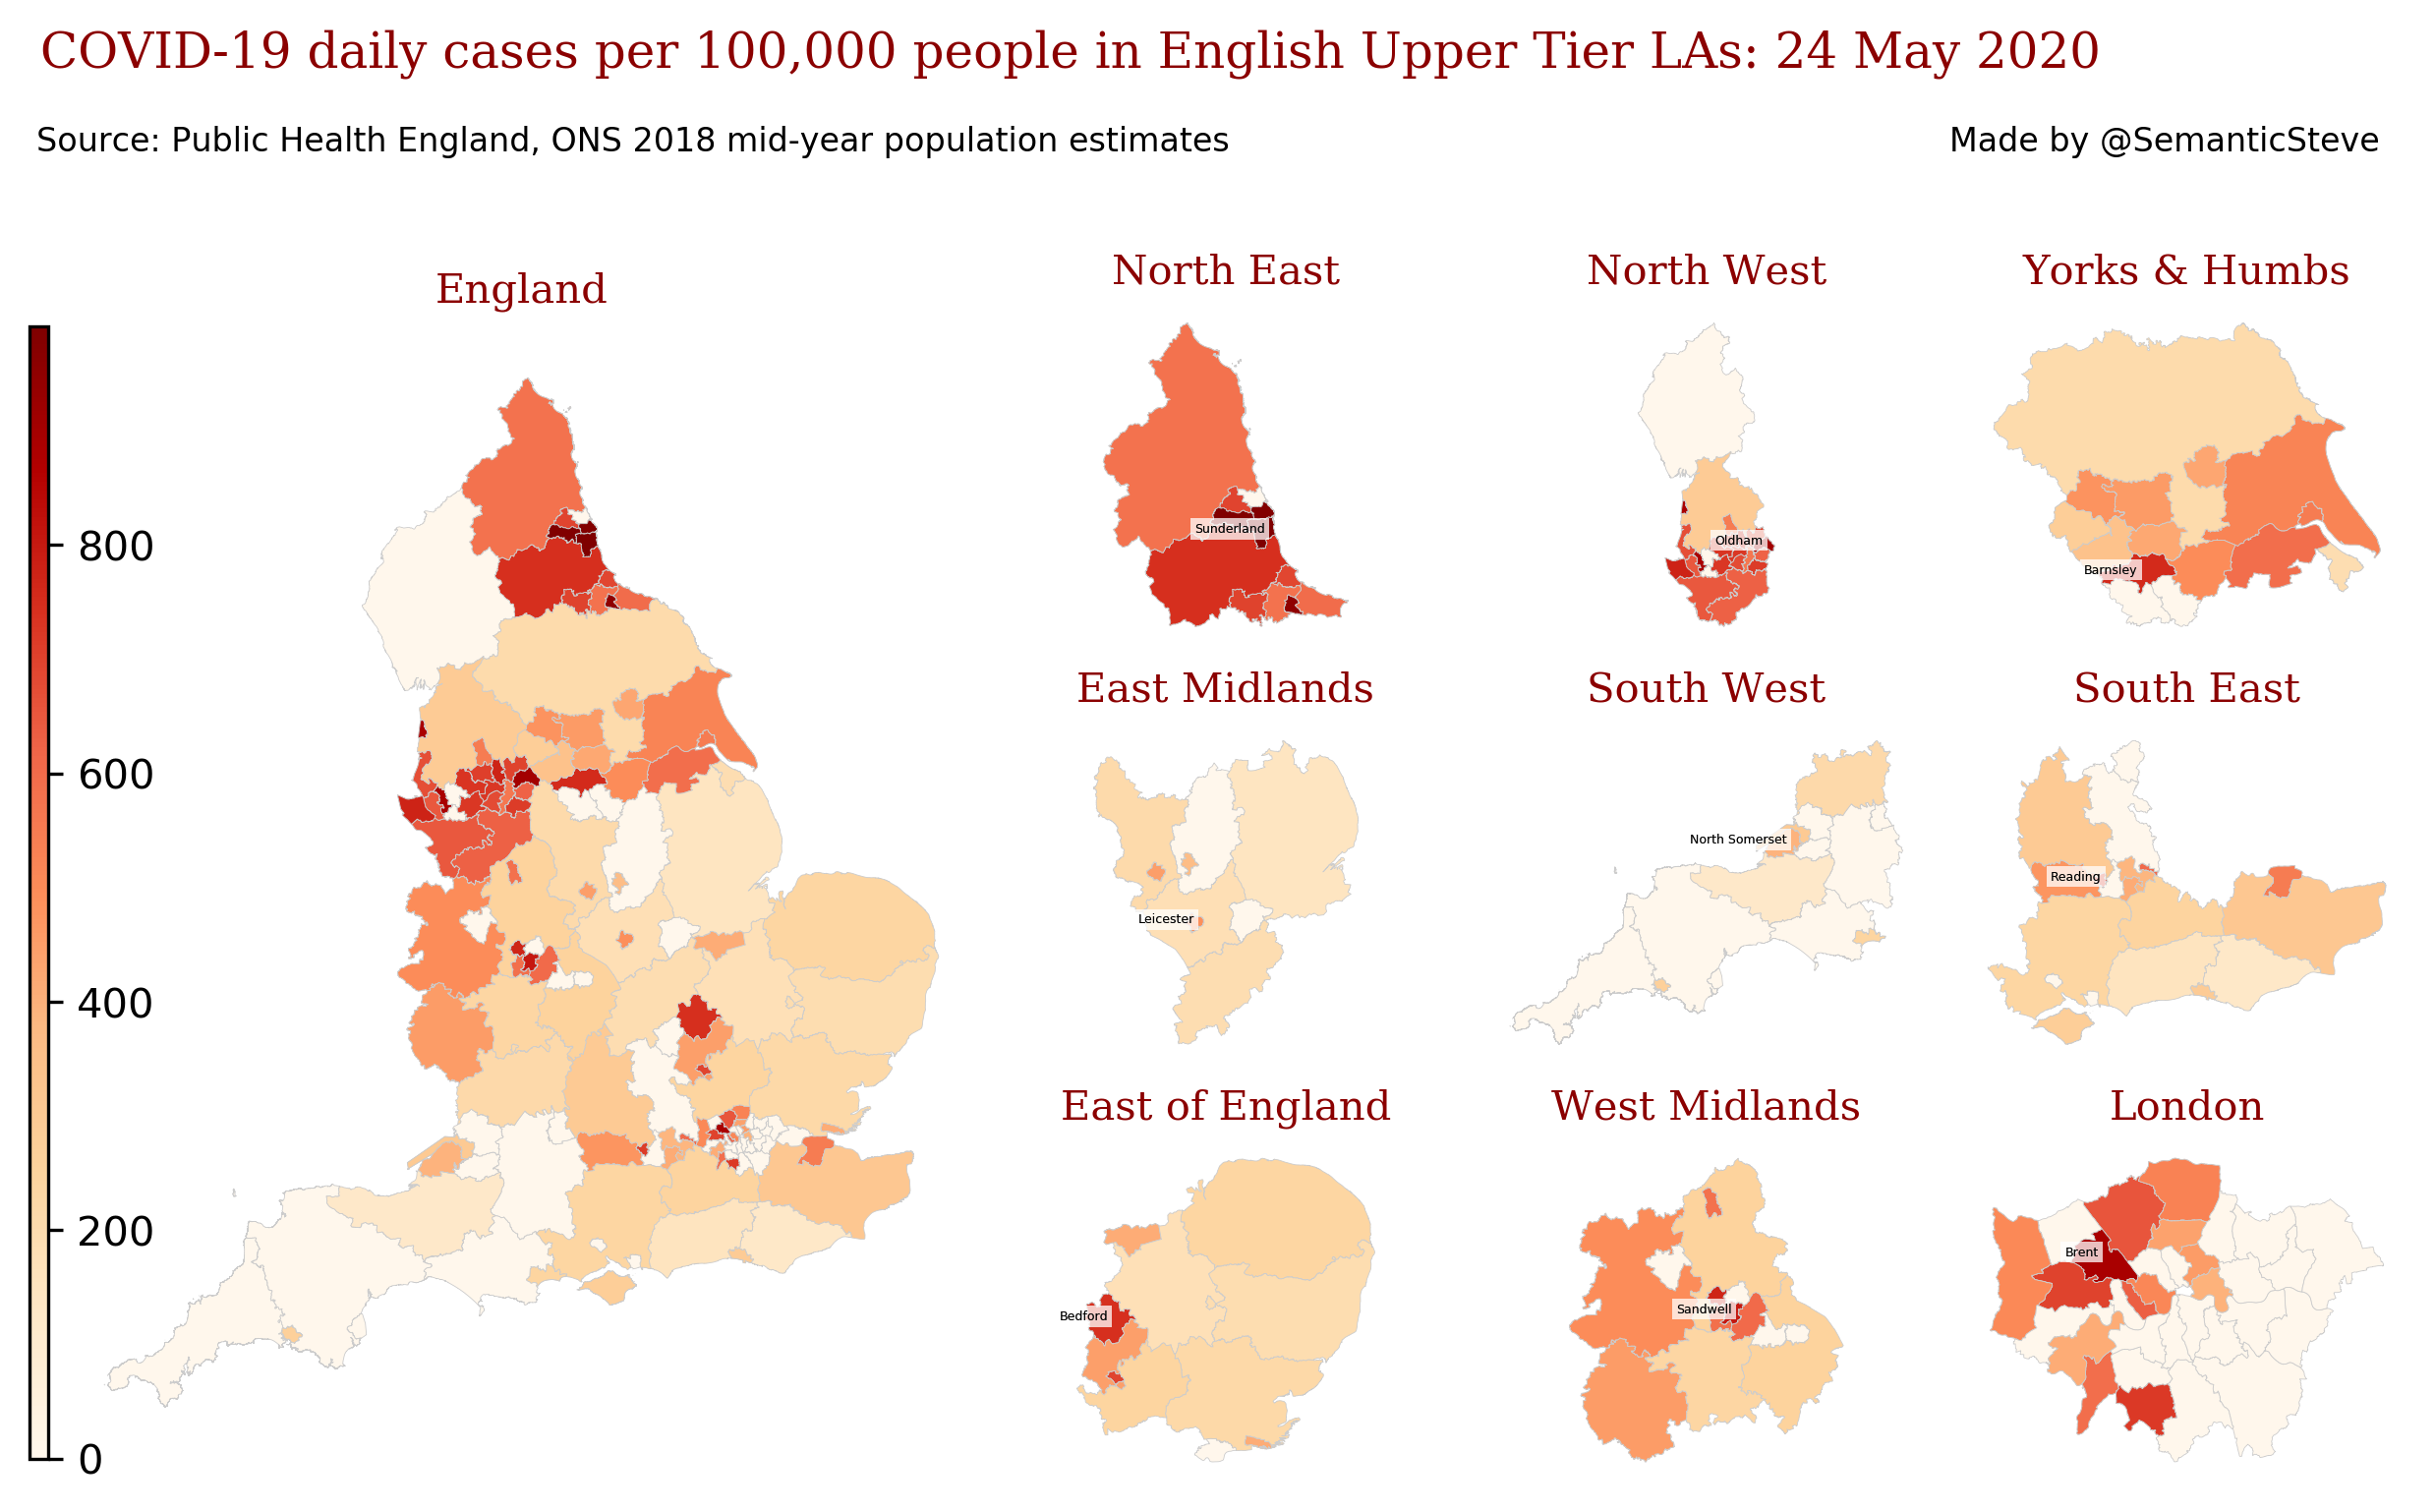 COVID-19 daily cases per 100,000 people in English Upper Tier LAs: 24 May 2020
Source: Public Health England, ONS 2018 mid-year population estimates
Made by @SemanticSteve
England
800
600
400
200
0
North East
Sunderland
North West
Oldham
Yorks & Humbs
Barnsley
East Midlands
Leicester
South West
North Somerset
South East
Reading
East of England
Bedford
West Midlands
Sandwell
London
Brent